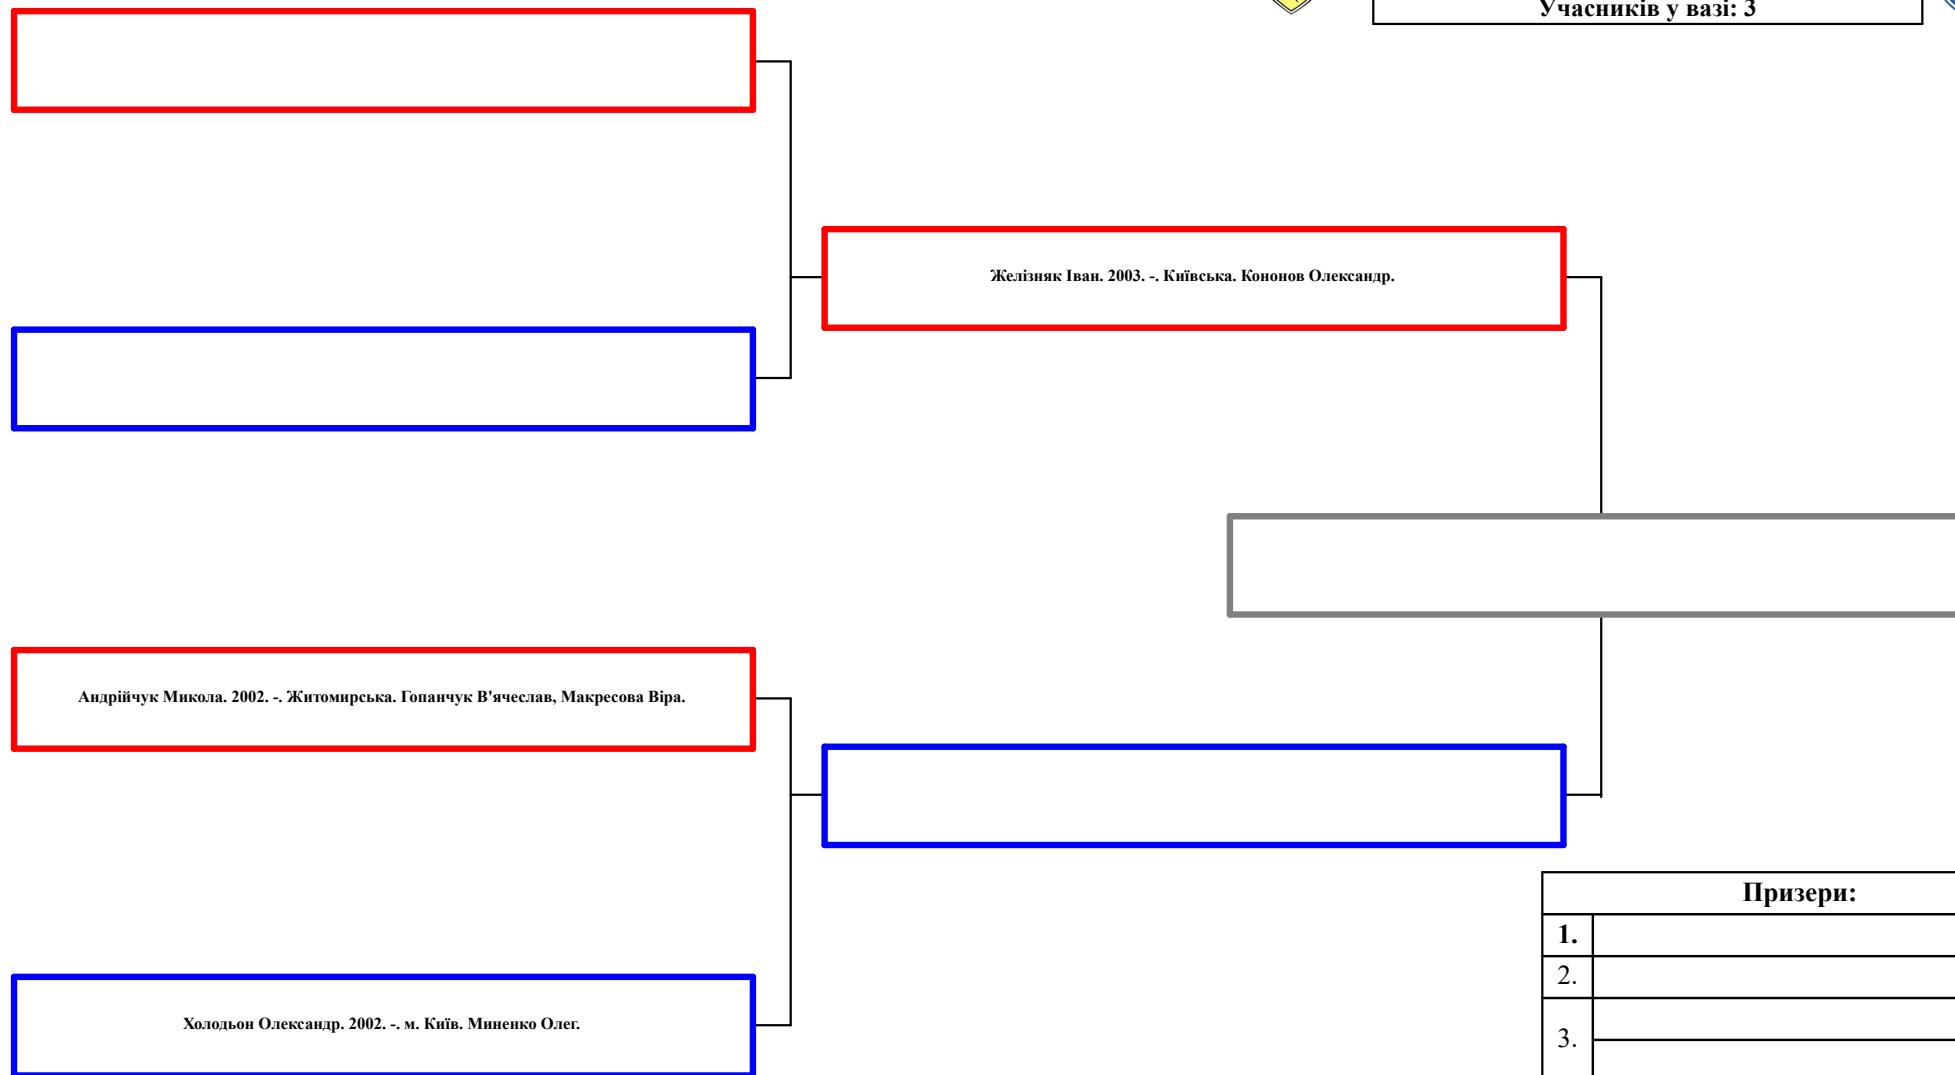 Учасників у вазі: 3
Желізняк Іван. 2003. -. Київська. Кононов Олександр.
Андрійчук Микола. 2002. -. Житомирська. Гопанчук В'ячеслав, Макресова Віра.
Холодьон Олександр. 2002. -. м. Київ. Миненко Олег.
Призери:
1.
2.
3.